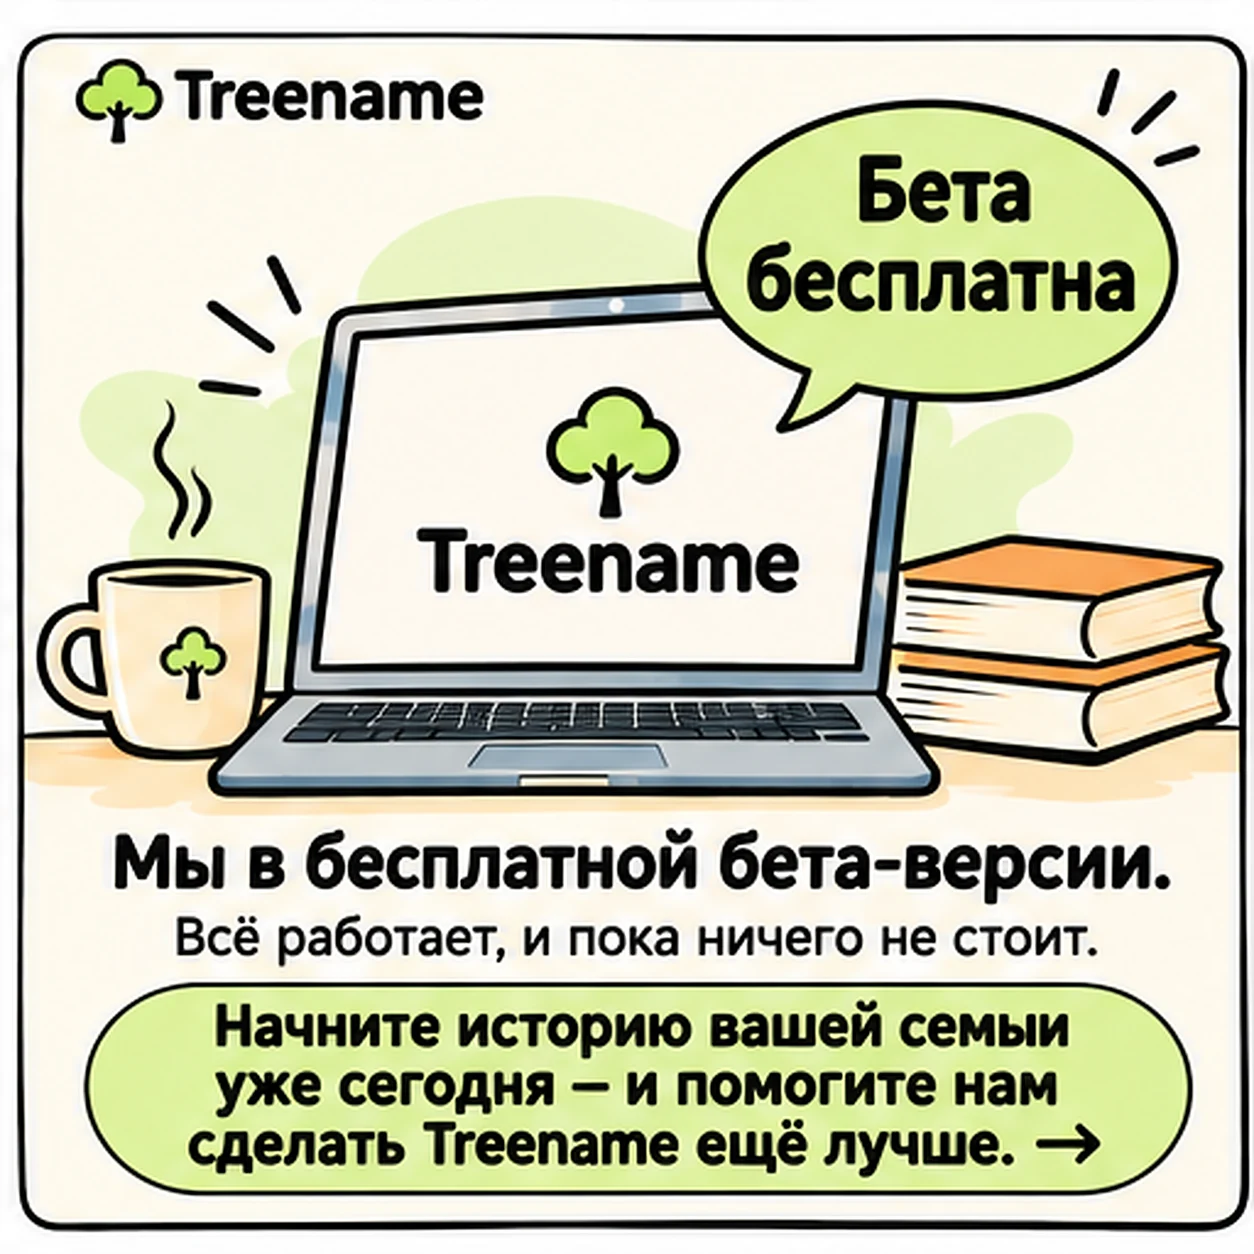 Treename
Бета
бесплатна
Treename
Мы в бесплатной бета-версии.
Всё работает, и пока ничего не стоит.
Начните историю вашей семыи
уже сегодня – и помогите нам
сделать Treename ещё лучше. →